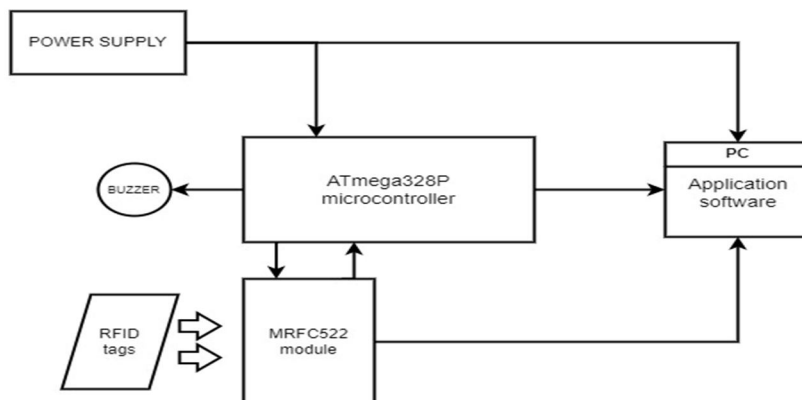 POWER SUPPLY
PC
ATmega328P
microcontroller
Application
software
BUZZER
RFID
tags
MRFC522
module